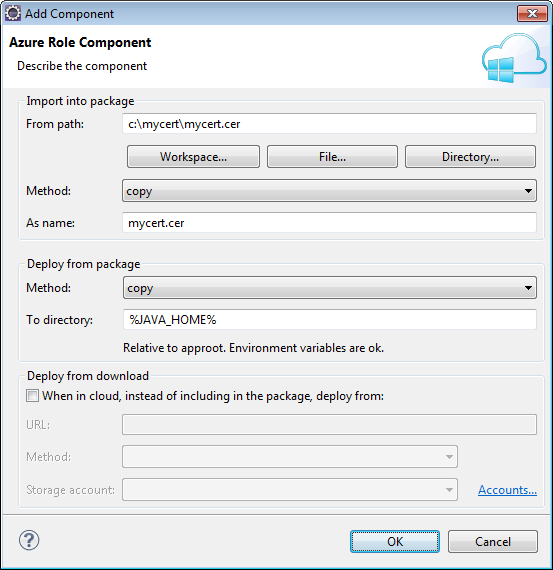 Add Component
Azure Role Component
Describe the component
Import into package
From path: c:\mycert\mycert.cer
Workspace... File... Directory...
Method: copy
As name: mycert.cer
Deploy from package
Method: copy
To directory: %JAVA_HOME%
Relative to approot. Environment variables are ok.
Deploy from download
When in cloud, instead of including in the package, deploy from:
URL:
Method:
Storage account: Accounts...
? OK Cancel